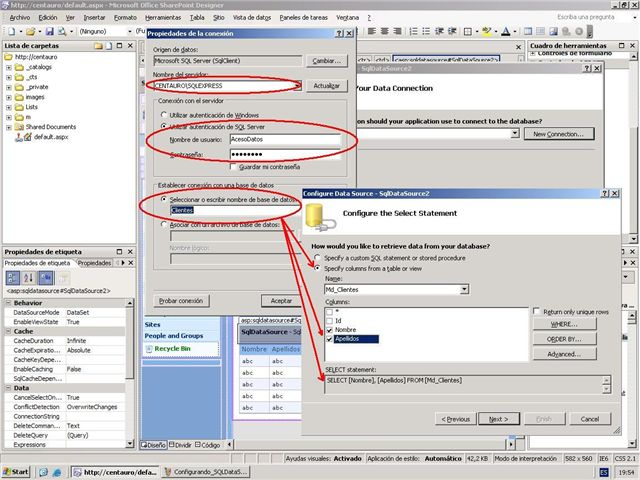 http://centauro/default.aspx - Microsoft Office SharePoint Designer
Archivo Edición Ver Insertar Formato Herramientas Tabla Sitio Vista de datos Paneles de tareas Ventana ?
Escriba una pregunta
(Ninguno) (Fuente
Lista de carpetas
http://centauro
_catalogs
_cts
_private
images
Lists
m
Shared Documents
default.aspx
Propiedades de la conexión
Origen de datos:
Microsoft SQL Server (SqlClient)
Cambiar...
Nombre del servidor:
CENTAURO\SQLEXPRESS
Actualizar
Conexión con el servidor
Utilizar autenticación de Windows
Utilizar autenticación de SQL Server
Nombre de usuario:
AcesoDatos
Contraseña:
Guardar mi contraseña
Establecer conexión con una base de datos
Seleccionar o escribir nombre de base de datos:
Clientes
Asociar con un archivo de base de datos:
Nombre lógico:
Probar conexión
Aceptar
<asp:sqldatasource#SqlDataSource2>
Cuadro de herramientas
Controles de formulario
- SqlDataSource2
Your Data Connection
on should your application use to connect to the database?
New Connection...
Configure Data Source - SqlDataSource2
Configure the Select Statement
How would you like to retrieve data from your database?
Specify a custom SQL statement or stored procedure
Specify columns from a table or view
Name:
Md_Clientes
Columns:
*
Id
Nombre
Apellidos
Return only unique rows
WHERE...
ORDER BY...
Advanced...
SELECT statement:
SELECT [Nombre], [Apellidos] FROM [Md_Clientes]
< Previous
Next >
Finish
Cancel
Propiedades de etiqueta
Propiedades
<asp:sqldatasource#SqlDataSource2>
Behavior
DataSourceMode DataSet
EnableViewState True
Cache
CacheDuration Infinite
CacheExpiratio... Absolute
CacheKeyDepe...
EnableCaching False
SqlCacheDepen...
Data
CancelSelectOn... True
ConflictDetection OverwriteChanges
ConnectionString
DeleteComman... Text
DeleteQuery (Query)
Expressions
Sites
People and Groups
Recycle Bin
asp:sqldatasource#SqlDa
SqlDataSource -
Nombre Apellidos
abc abc
abc abc
abc abc
abc abc
Diseño Dividir Código
Ayudas visuales: Activado Aplicación de estilo: Automático 42,2 KB Modo de interpretación: 582 x 560 IE6 CSS 2.1
Start
http://centauro/defa...
Configurando_SQLDataS...
ES
19:54